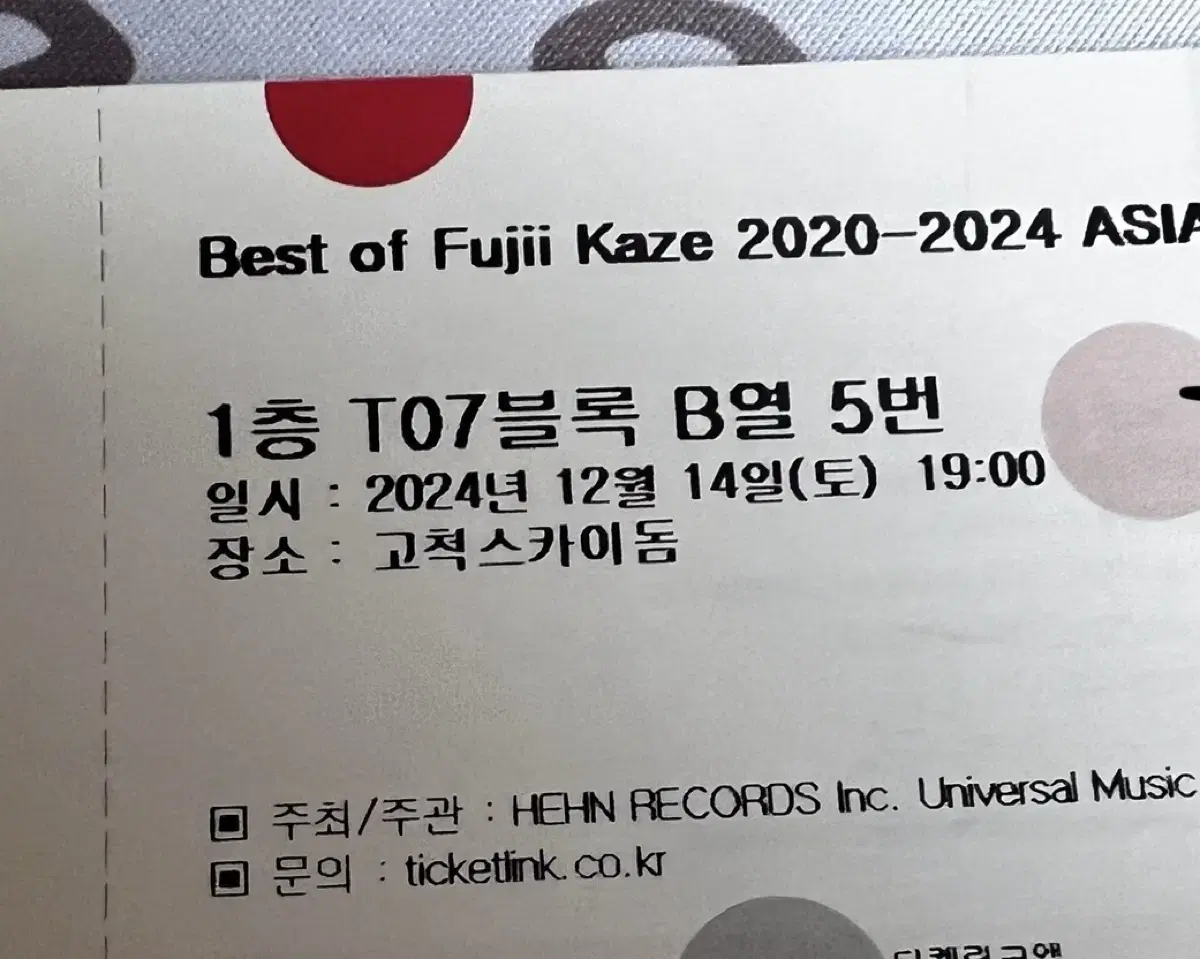 Best of Fujii Kaze 2020-2024 ASIA
1층 T07블록 B열 5번
일시 : 2024년 12월 14일(토) 19:00
장소 : 고척스카이돔
▣ 주최/주관 : HEHN RECORDS Inc. Universal Music
▣ 문의 : ticketlink.co.kr